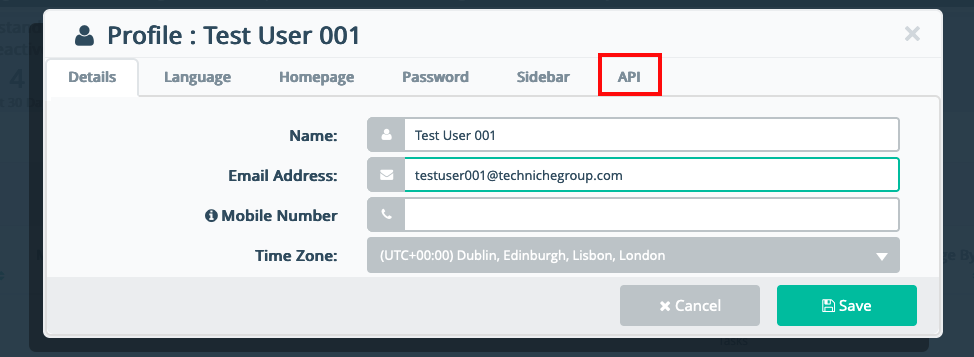 Profile : Test User 001
Details Language Homepage Password Sidebar API
Name: Test User 001
Email Address: testuser001@technichegroup.com
Mobile Number
Time Zone: (UTC+00:00) Dublin, Edinburgh, Lisbon, London
Cancel Save